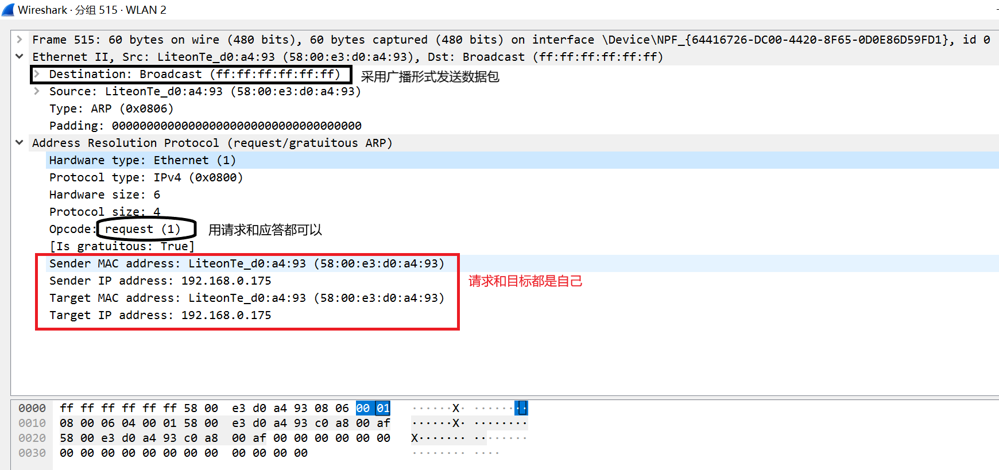 Wireshark · 分组 515 · WLAN 2
Frame 515: 60 bytes on wire (480 bits), 60 bytes captured (480 bits) on interface \Device\NPF_{64416726-DC00-4420-8F65-0D0E86D59FD1}, id 0
Ethernet II, Src: LiteonTe_d0:a4:93 (58:00:e3:d0:a4:93), Dst: Broadcast (ff:ff:ff:ff:ff:ff)
Destination: Broadcast (ff:ff:ff:ff:ff:ff) 采用广播形式发送数据包
Source: LiteonTe_d0:a4:93 (58:00:e3:d0:a4:93)
Type: ARP (0x0806)
Padding: 000000000000000000000000000000000000
Address Resolution Protocol (request/gratuitous ARP)
Hardware type: Ethernet (1)
Protocol type: IPv4 (0x0800)
Hardware size: 6
Protocol size: 4
Opcode: request (1) 用请求和应答都可以
[Is gratuitous: True]
Sender MAC address: LiteonTe_d0:a4:93 (58:00:e3:d0:a4:93)
Sender IP address: 192.168.0.175 请求和目标都是自己
Target MAC address: LiteonTe_d0:a4:93 (58:00:e3:d0:a4:93)
Target IP address: 192.168.0.175
0000 ff ff ff ff ff ff 58 00 e3 d0 a4 93 08 06 00 01 ······X· ········
0010 08 00 06 04 00 01 58 00 e3 d0 a4 93 c0 a8 00 af ······X· ········
0020 58 00 e3 d0 a4 93 c0 a8 00 af 00 00 00 00 00 00 X······· ········
0030 00 00 00 00 00 00 00 00 00 00 00 00 ········ ····